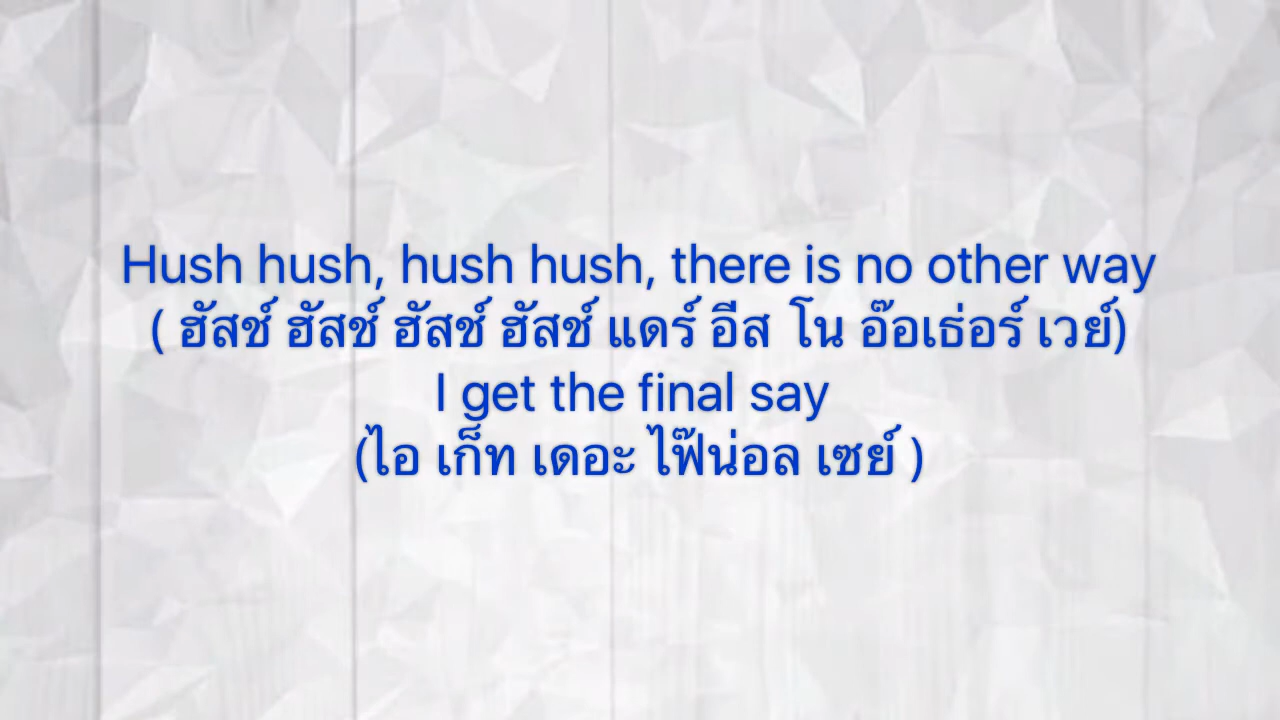 Hush hush, hush hush, there is no other way
( ฮัสช์ ฮัสช์ ฮัสช์ ฮัสช์ แดร์ อีส โน อ๊อเธ่อร์ เวย์)
I get the final say
(ไอ เก็ท เดอะ ไฟ๊น่อล เซย์ )